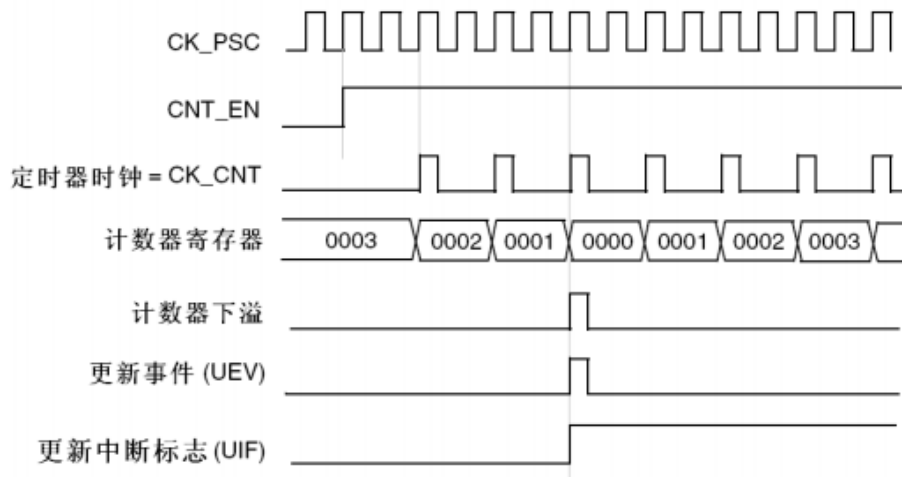 CK_PSC
CNT_EN
定时器时钟 = CK_CNT
计数器寄存器 0003 0002 0001 0000 0001 0002 0003
计数器下溢
更新事件 (UEV)
更新中断标志 (UIF)